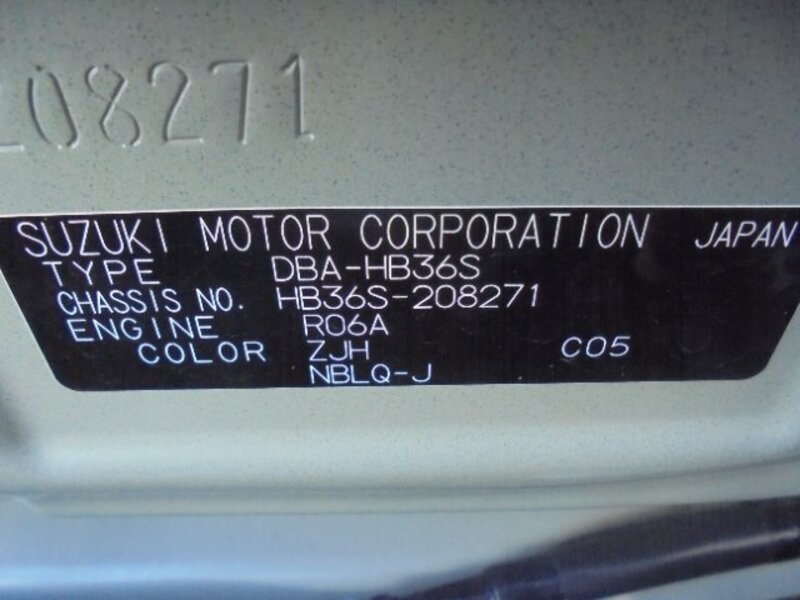 208271
SUZUKI MOTOR CORPORATION JAPAN
TYPE DBA-HB36S
CHASSIS NO. HB36S-208271
ENGINE R06A
COLOR ZJH C05
NBLQ-J